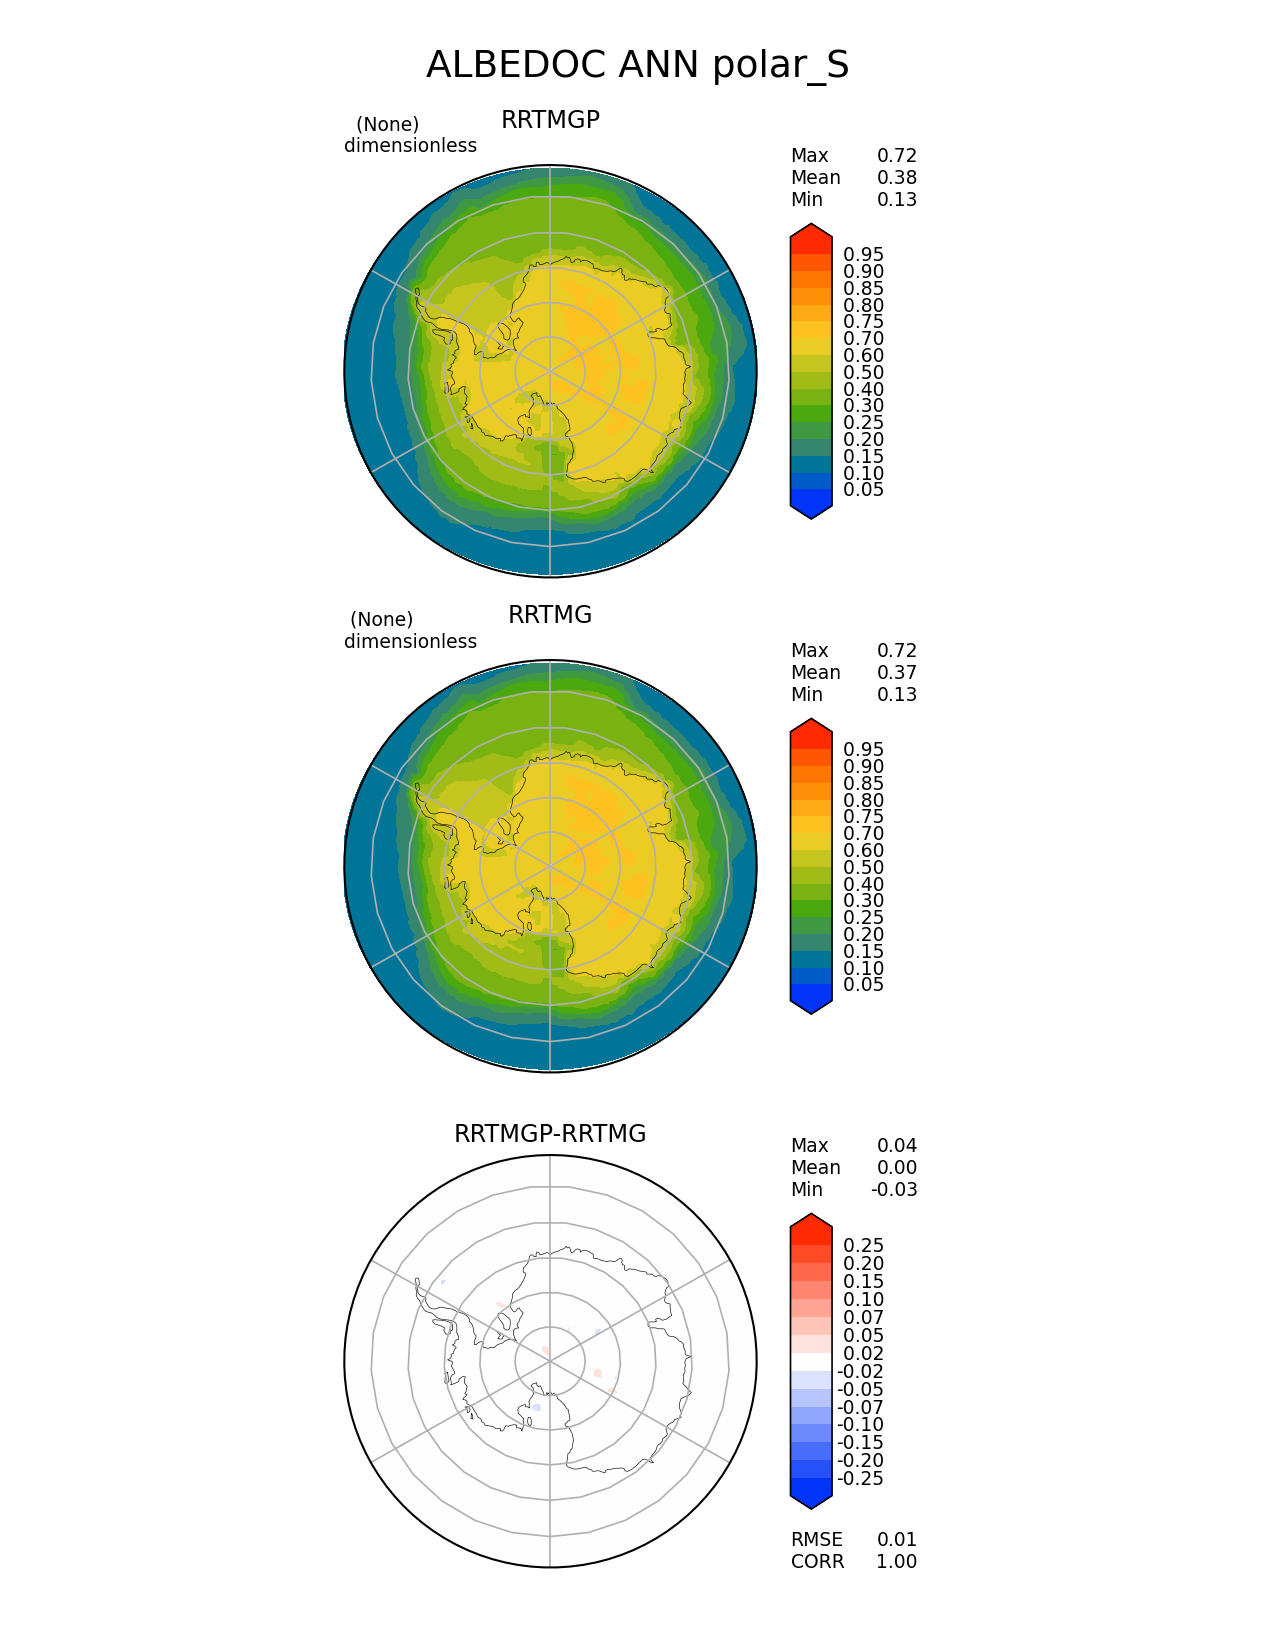 ALBEDOC ANN polar_S
RRTMGP
(None)
dimensionless
Max 0.72
Mean 0.38
Min 0.13
0.95
0.90
0.85
0.80
0.75
0.70
0.60
0.50
0.40
0.30
0.25
0.20
0.15
0.10
0.05
RRTMG
(None)
dimensionless
Max 0.72
Mean 0.37
Min 0.13
0.95
0.90
0.85
0.80
0.75
0.70
0.60
0.50
0.40
0.30
0.25
0.20
0.15
0.10
0.05
RRTMGP-RRTMG
Max 0.04
Mean 0.00
Min -0.03
0.25
0.20
0.15
0.10
0.07
0.05
0.02
-0.02
-0.05
-0.07
-0.10
-0.15
-0.20
-0.25
RMSE 0.01
CORR 1.00